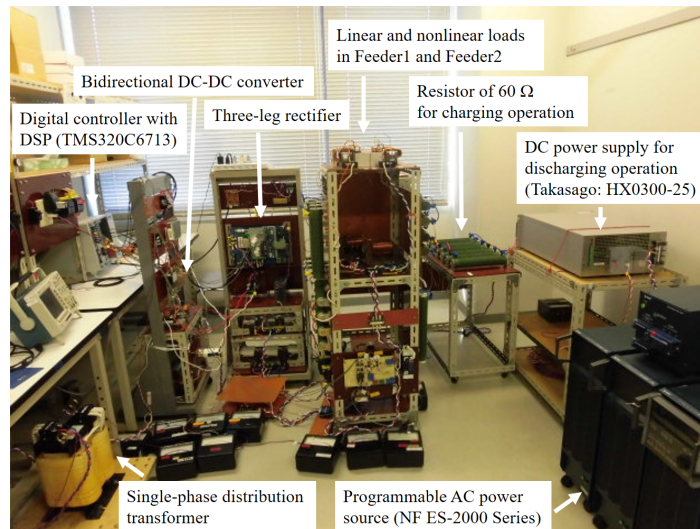 Linear and nonlinear loads
in Feeder1 and Feeder2
Bidirectional DC-DC converter
Resistor of 60 Ω
for charging operation
Digital controller with
DSP (TMS320C6713)
Three-leg rectifier
DC power supply for
discharging operation
(Takasago: HX0300-25)
Single-phase distribution
transformer
Programmable AC power
source (NF ES-2000 Series)